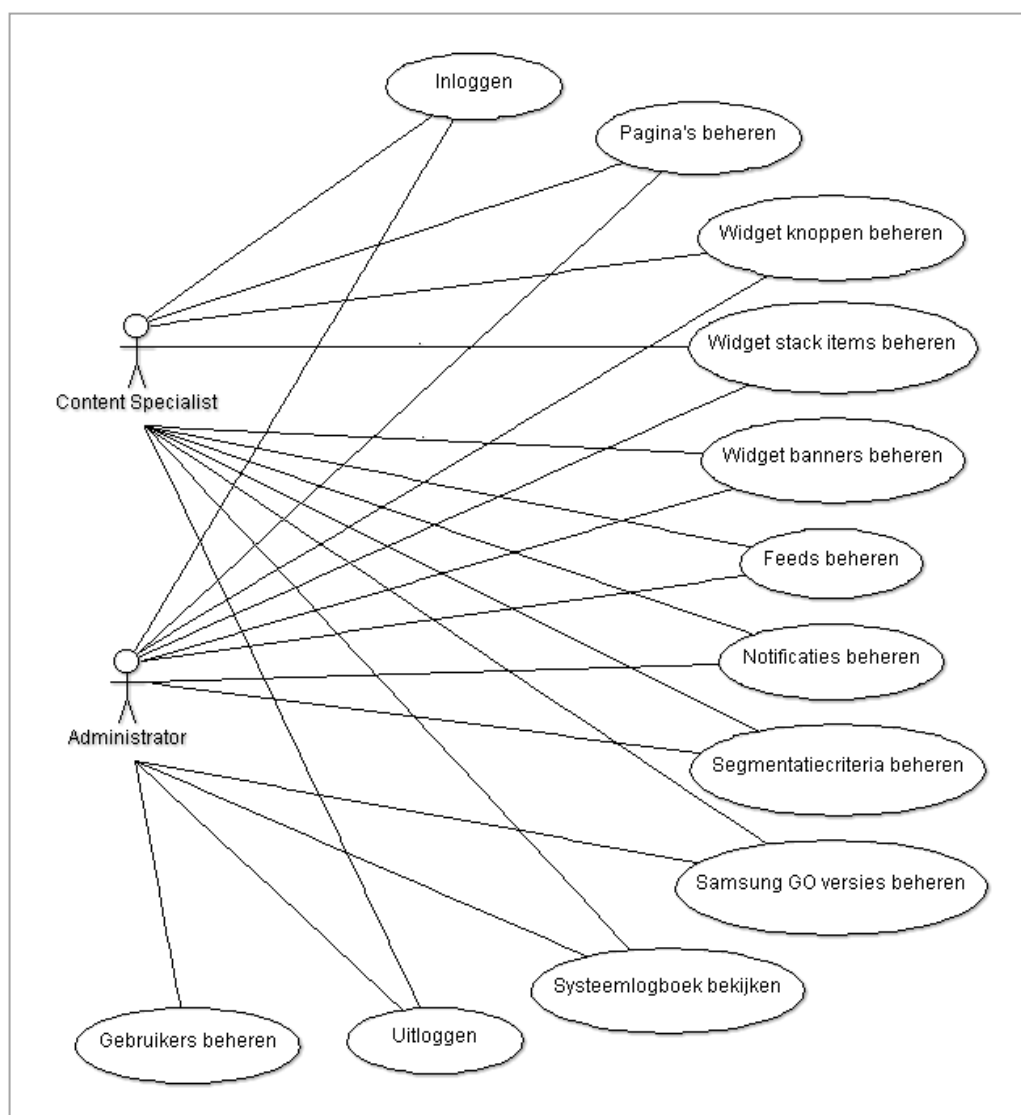 Inloggen
Pagina's beheren
Widget knoppen beheren
Widget stack items beheren
Content Specialist
Widget banners beheren
Feeds beheren
Notificaties beheren
Administrator
Segmentatiecriteria beheren
Samsung GO versies beheren
Systeemlogboek bekijken
Gebruikers beheren
Uitloggen